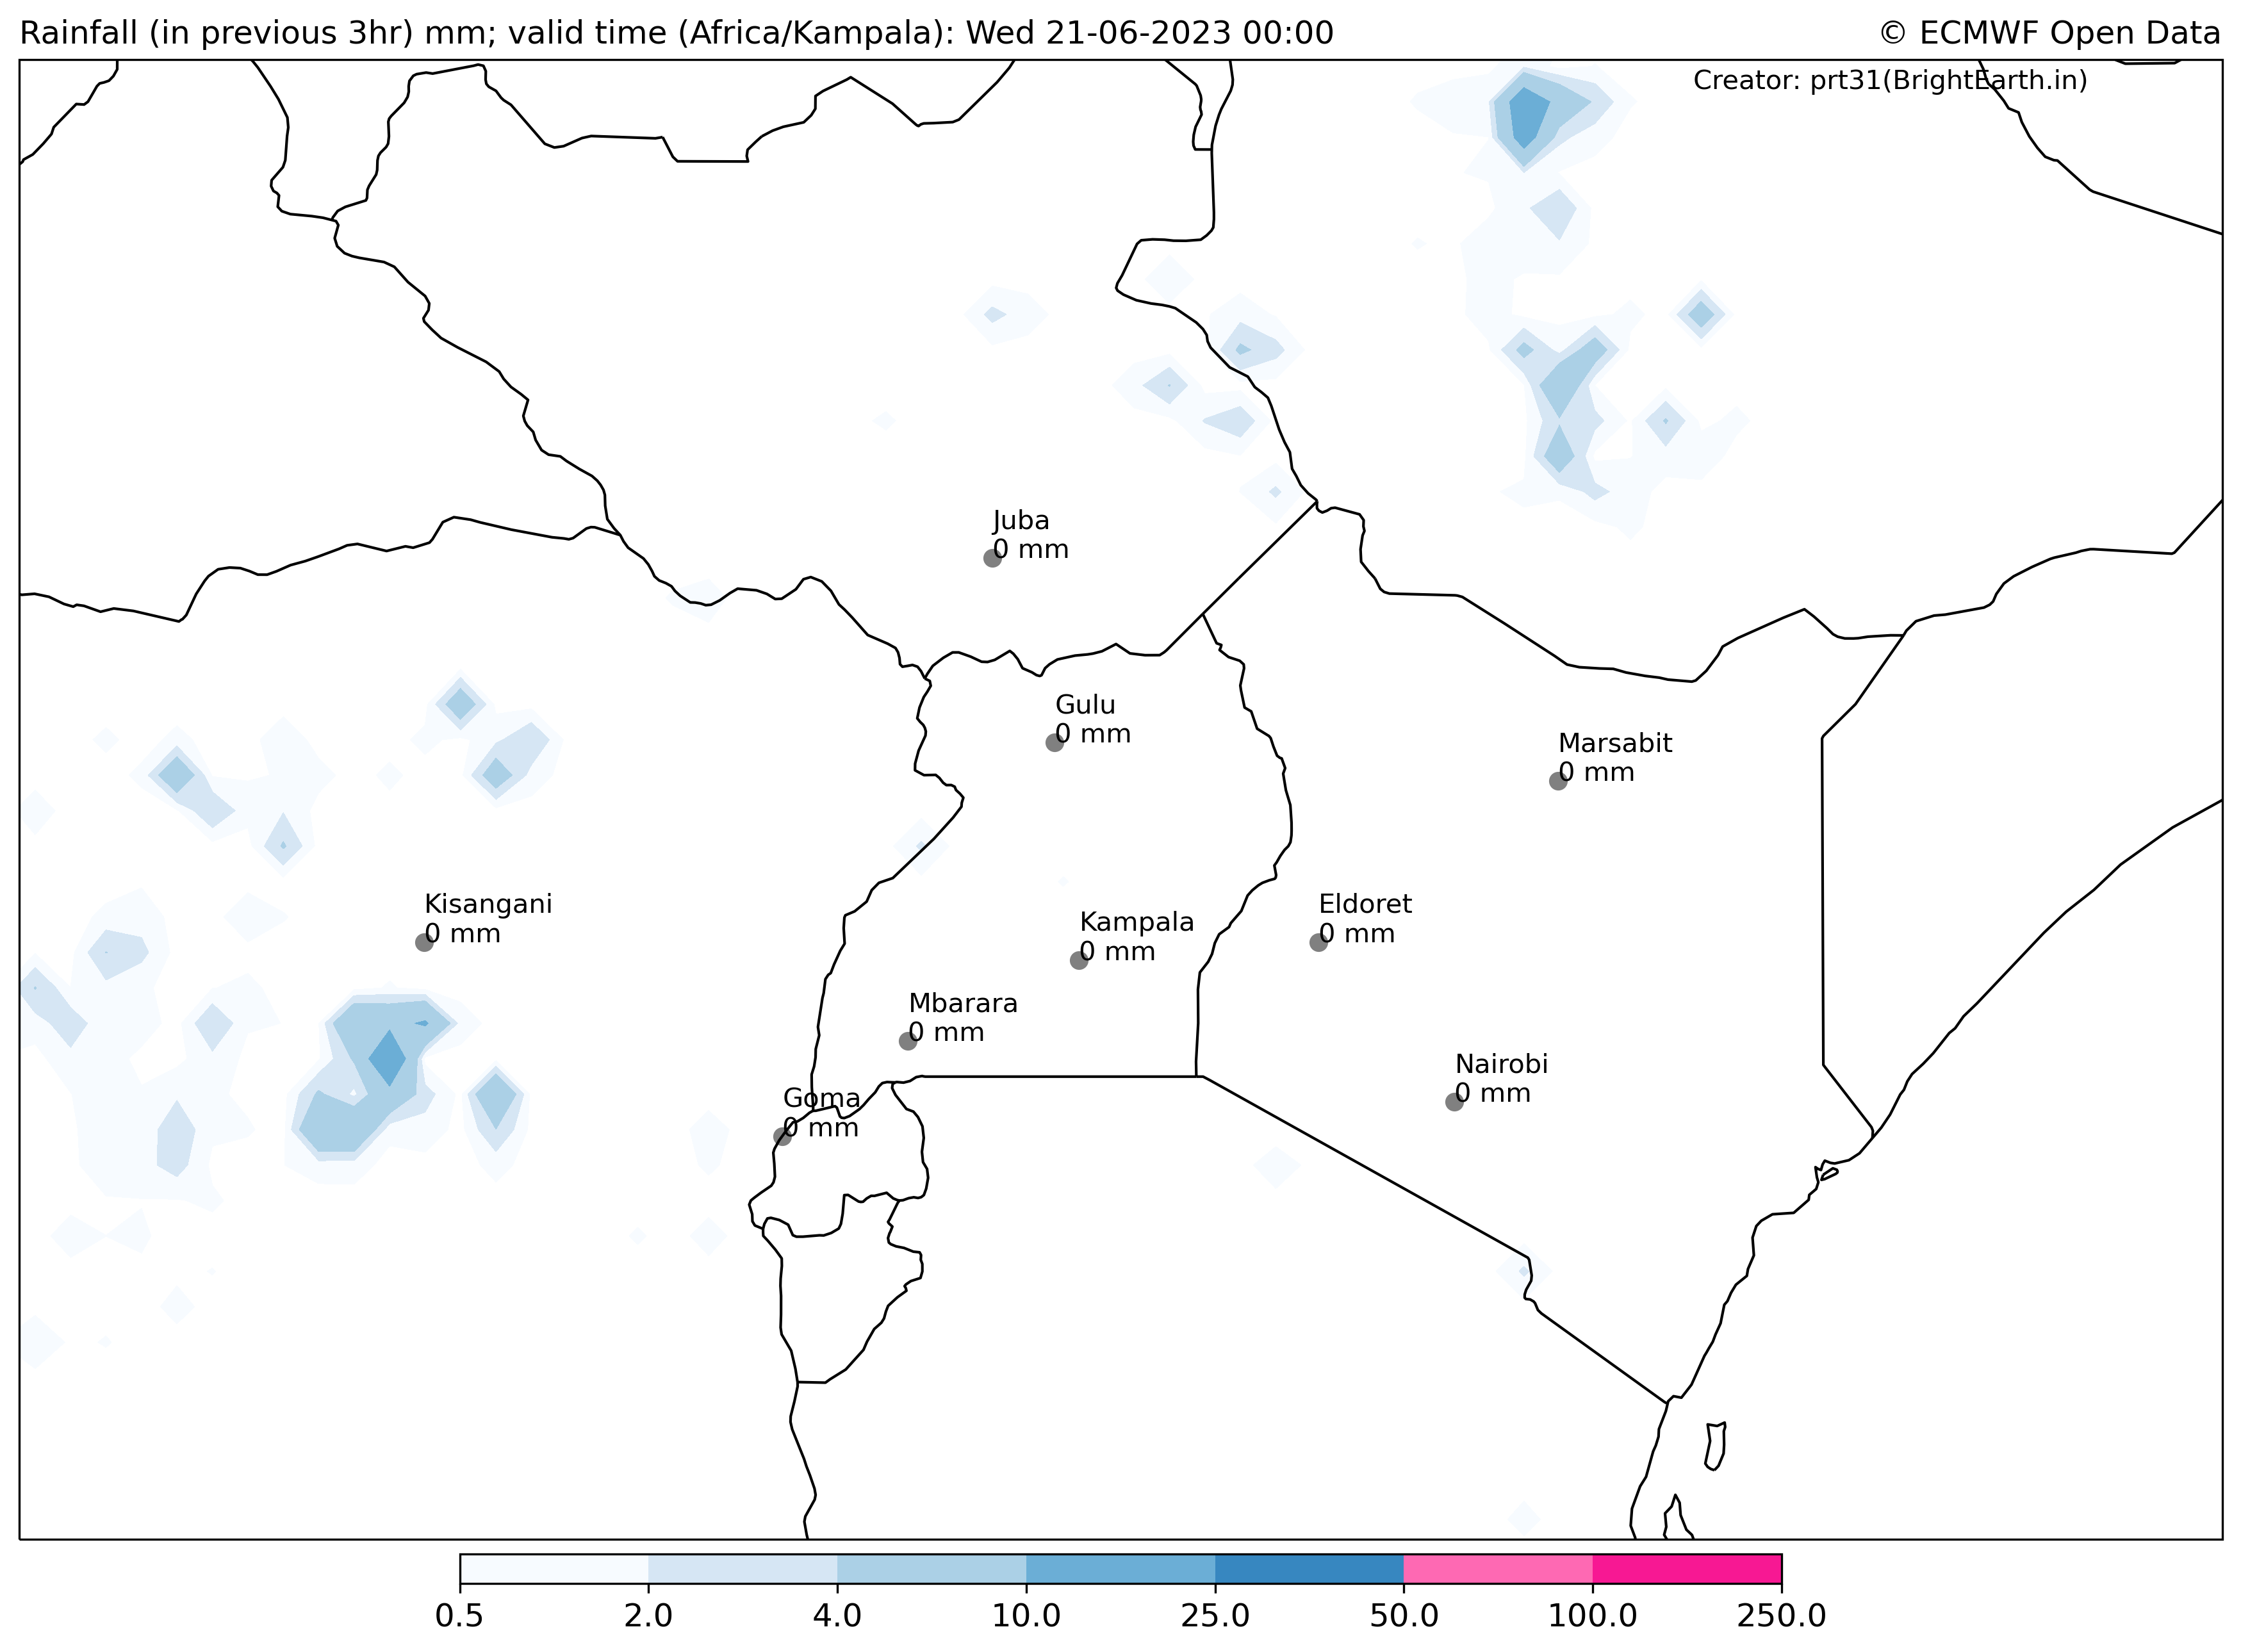 Rainfall (in previous 3hr) mm; valid time (Africa/Kampala): Wed 21-06-2023 00:00
© ECMWF Open Data
Creator: prt31(BrightEarth.in)
Juba
0 mm
Gulu
0 mm
Marsabit
0 mm
Kisangani
0 mm
Eldoret
0 mm
Kampala
0 mm
Mbarara
0 mm
Nairobi
0 mm
Goma
0 mm
0.5 2.0 4.0 10.0 25.0 50.0 100.0 250.0